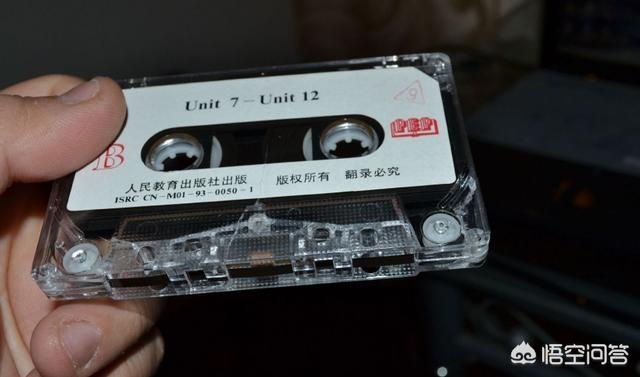 Unit 7-Unit 12
9
PEP
B
人民教育出版社出版 版权所有 翻录必究
ISRC CN-M01-93-0050-1
悟空问答